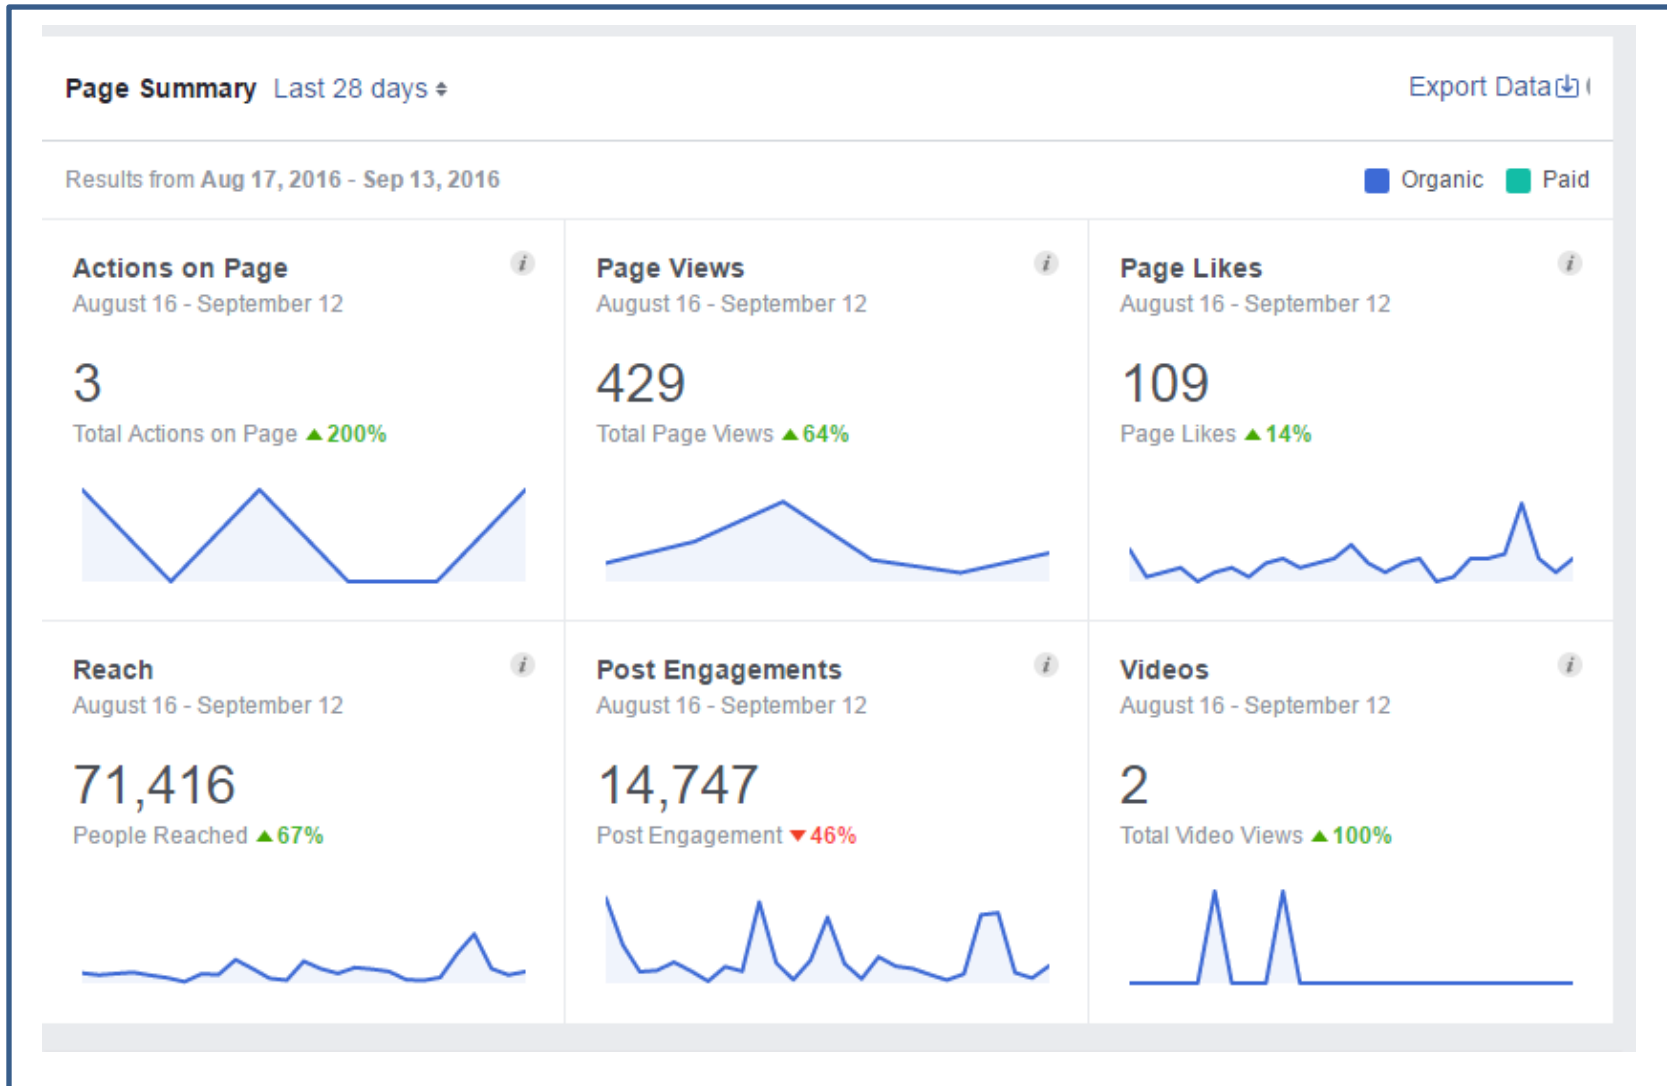 Page Summary Last 28 days
Export Data
Results from Aug 17, 2016 - Sep 13, 2016
Organic Paid
Actions on Page
August 16 - September 12
3
Total Actions on Page 200%
Page Views
August 16 - September 12
429
Total Page Views 64%
Page Likes
August 16 - September 12
109
Page Likes 14%
Reach
August 16 - September 12
71,416
People Reached 67%
Post Engagements
August 16 - September 12
14,747
Post Engagement 46%
Videos
August 16 - September 12
2
Total Video Views 100%